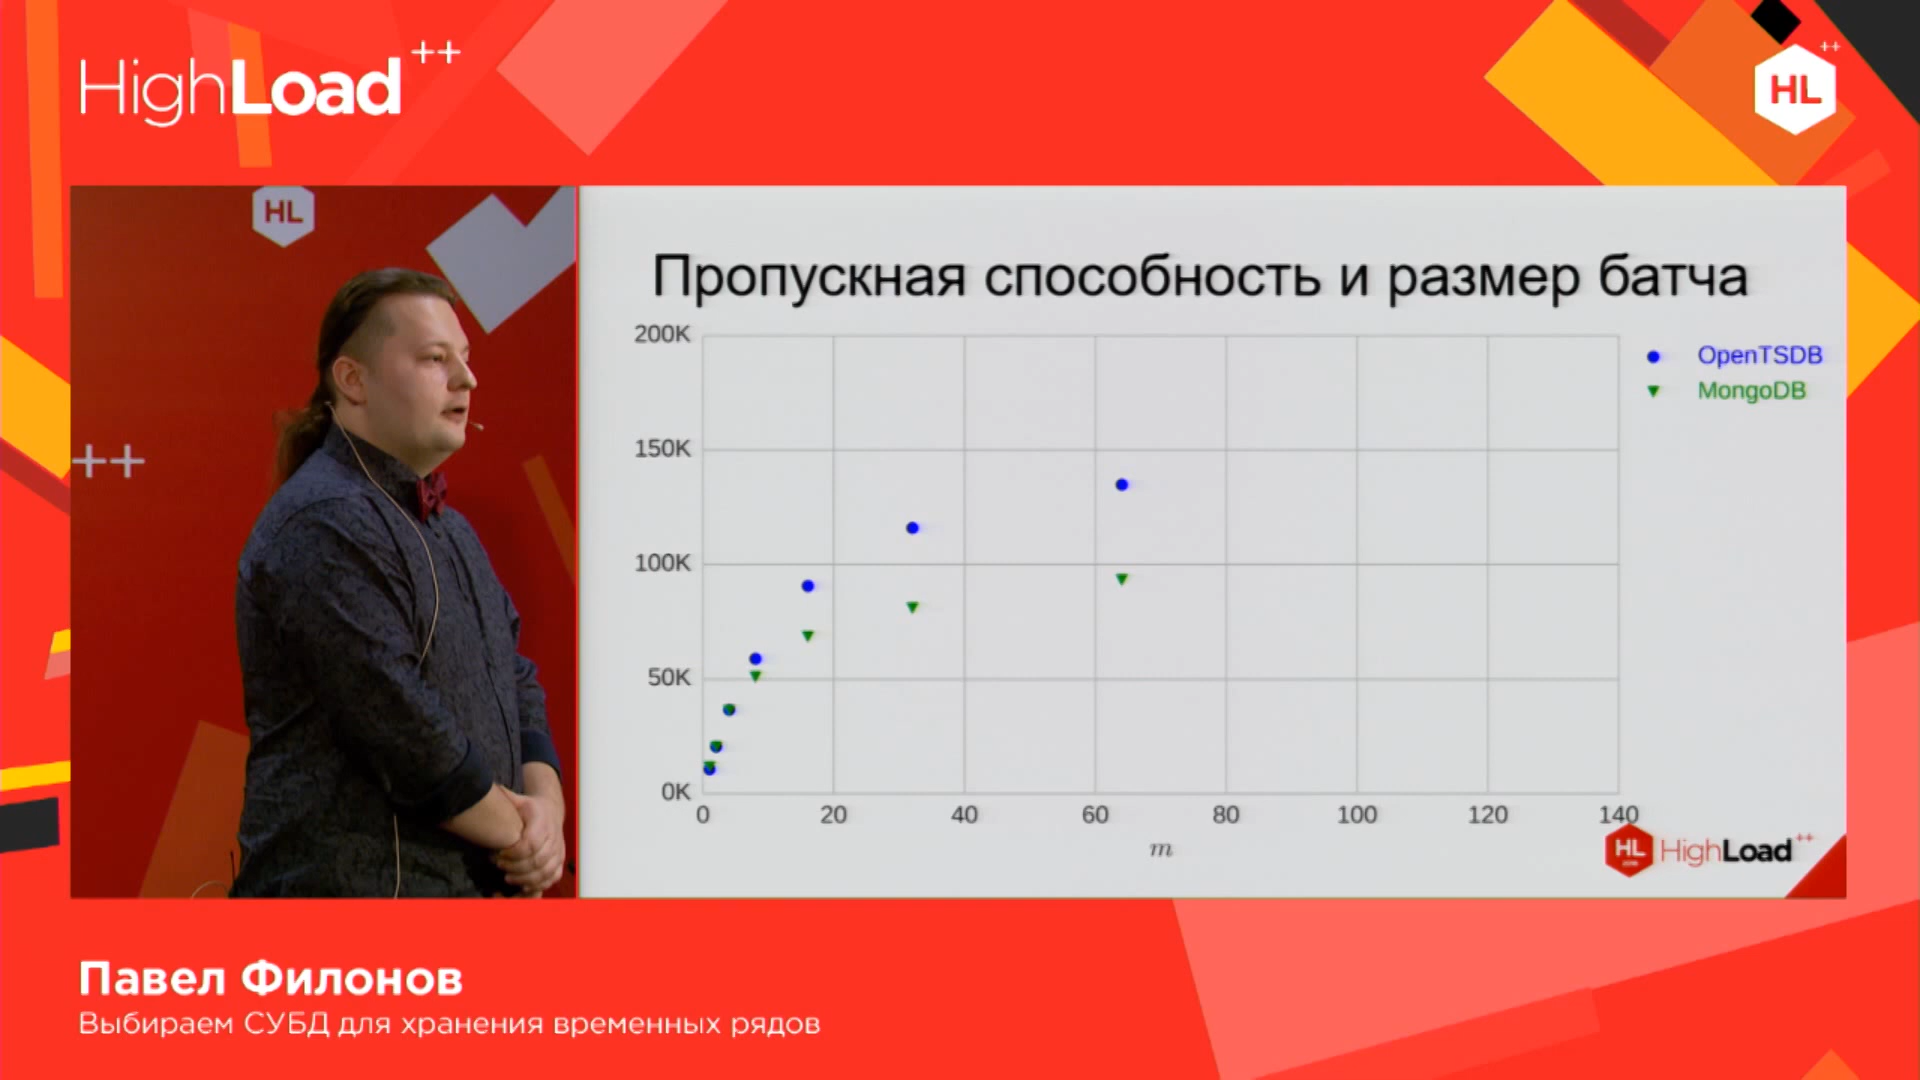 HighLoad++
HL++
HL
++
Пропускная способность и размер батча
200K
150K
100K
50K
0K
0 20 40 60 80 100 120 140
m
OpenTSDB
MongoDB
HL HighLoad++
Павел Филонов
Выбираем СУБД для хранения временных рядов